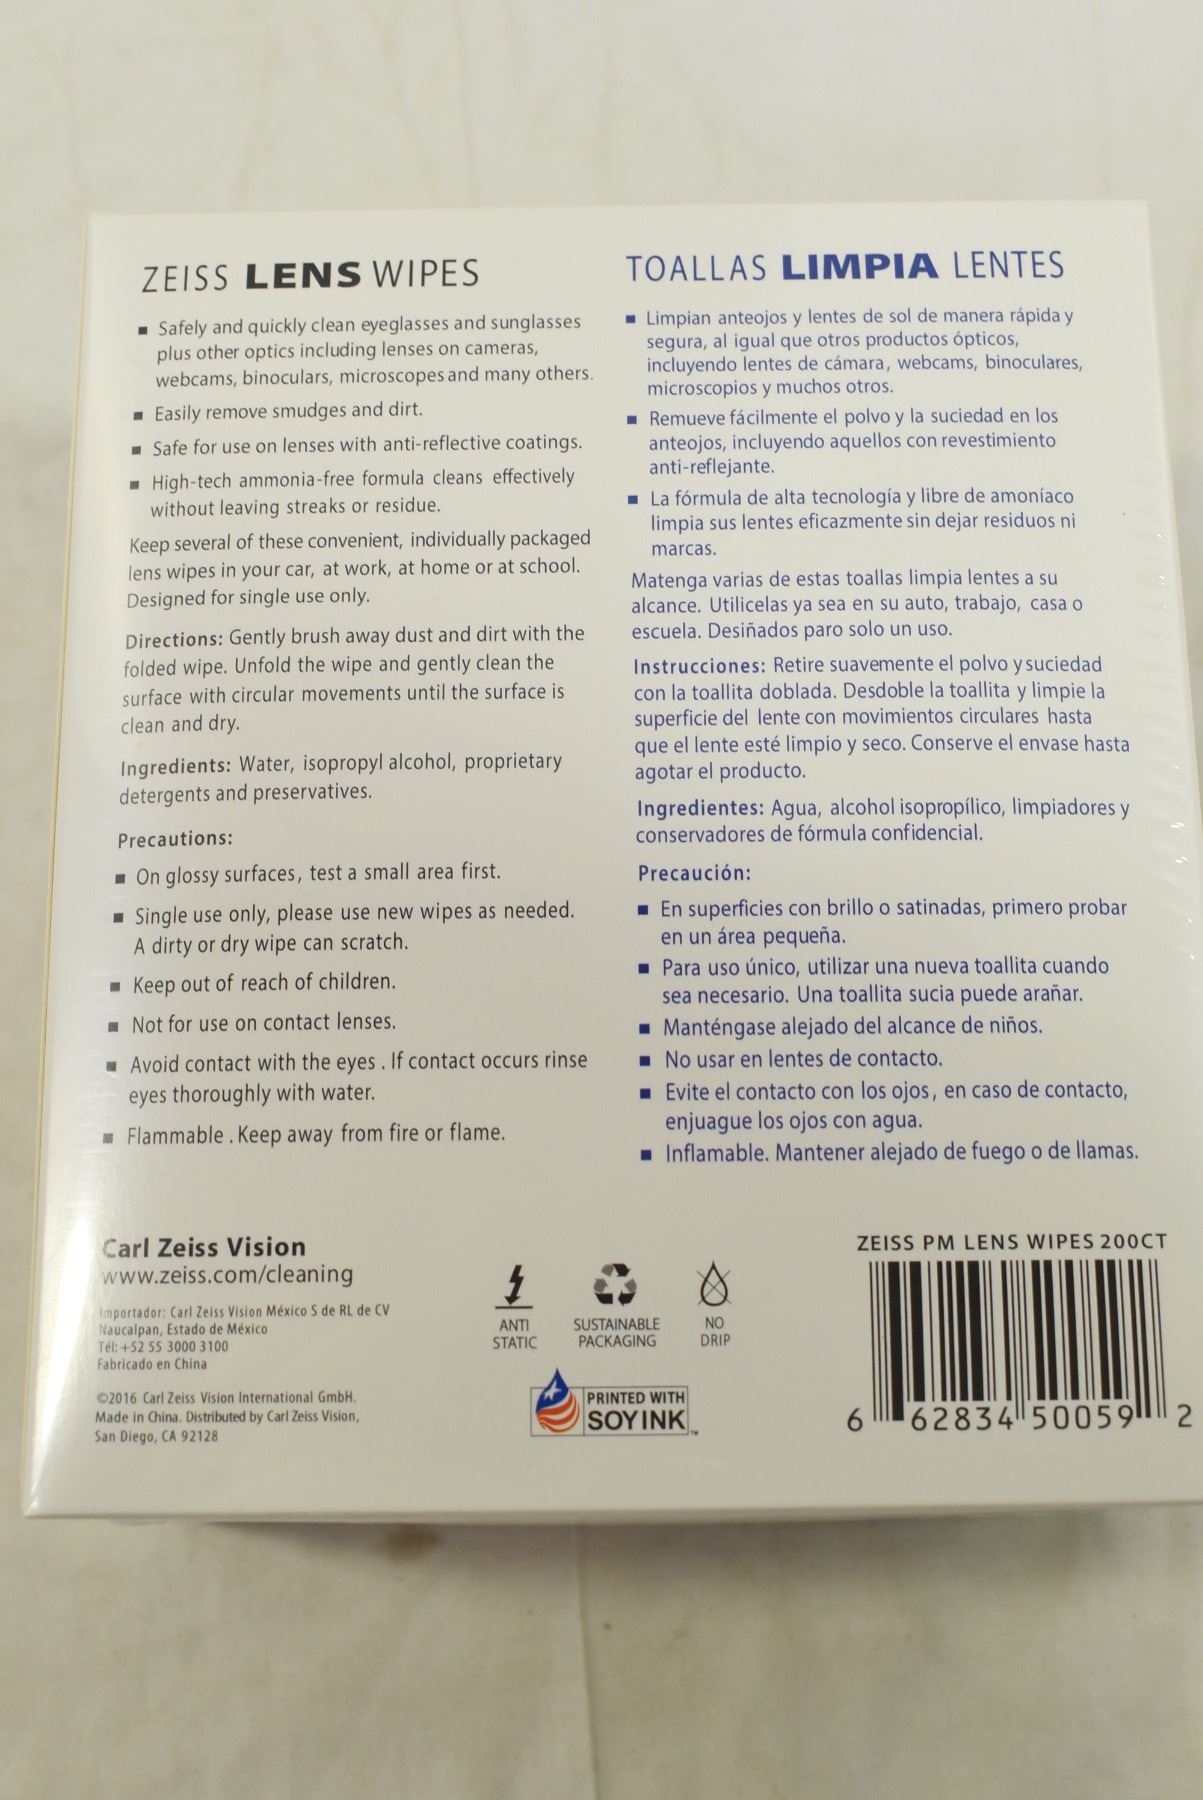 ZEISS LENS WIPES
▪ Safely and quickly clean eyeglasses and sunglasses
plus other optics including lenses on cameras,
webcams, binoculars, microscopes and many others.
▪ Easily remove smudges and dirt.
▪ Safe for use on lenses with anti-reflective coatings.
▪ High-tech ammonia-free formula cleans effectively
without leaving streaks or residue.
Keep several of these convenient, individually packaged
lens wipes in your car, at work, at home or at school.
Designed for single use only.
Directions: Gently brush away dust and dirt with the
folded wipe. Unfold the wipe and gently clean the
surface with circular movements until the surface is
clean and dry.
Ingredients: Water, isopropyl alcohol, proprietary
detergents and preservatives.
Precautions:
▪ On glossy surfaces, test a small area first.
▪ Single use only, please use new wipes as needed.
A dirty or dry wipe can scratch.
▪ Keep out of reach of children.
▪ Not for use on contact lenses.
▪ Avoid contact with the eyes . If contact occurs rinse
eyes thoroughly with water.
▪ Flammable . Keep away from fire or flame.
TOALLAS LIMPIA LENTES
▪ Limpian anteojos y lentes de sol de manera rápida y
segura, al igual que otros productos ópticos,
incluyendo lentes de cámara, webcams, binoculares,
microscopios y muchos otros.
▪ Remueve fácilmente el polvo y la suciedad en los
anteojos, incluyendo aquellos con revestimiento
anti-reflejante.
▪ La fórmula de alta tecnología y libre de amoníaco
limpia sus lentes eficazmente sin dejar residuos ni
marcas.
Matenga varias de estas toallas limpia lentes a su
alcance. Utilicelas ya sea en su auto, trabajo, casa o
escuela. Desiñados paro solo un uso.
Instrucciones: Retire suavemente el polvo y suciedad
con la toallita doblada. Desdoble la toallita y limpie la
superficie del lente con movimientos circulares hasta
que el lente esté limpio y seco. Conserve el envase hasta
agotar el producto.
Ingredientes: Agua, alcohol isopropílico, limpiadores y
conservadores de fórmula confidencial.
Precaución:
▪ En superficies con brillo o satinadas, primero probar
en un área pequeña.
▪ Para uso único, utilizar una nueva toallita cuando
sea necesario. Una toallita sucia puede arañar.
▪ Manténgase alejado del alcance de niños.
▪ No usar en lentes de contacto.
▪ Evite el contacto con los ojos, en caso de contacto,
enjuague los ojos con agua.
▪ Inflamable. Mantener alejado de fuego o de llamas.
Carl Zeiss Vision
www.zeiss.com/cleaning
Importador: Carl Zeiss Vision México S de RL de CV
Naucalpan, Estado de México
Tél: +52 55 3000 3100
Fabricado en China
©2016 Carl Zeiss Vision International GmbH.
Made in China. Distributed by Carl Zeiss Vision,
San Diego, CA 92128
ANTI
STATIC
SUSTAINABLE
PACKAGING
NO
DRIP
PRINTED WITH
SOY INK™
ZEISS PM LENS WIPES 200CT
6 62834 50059 2